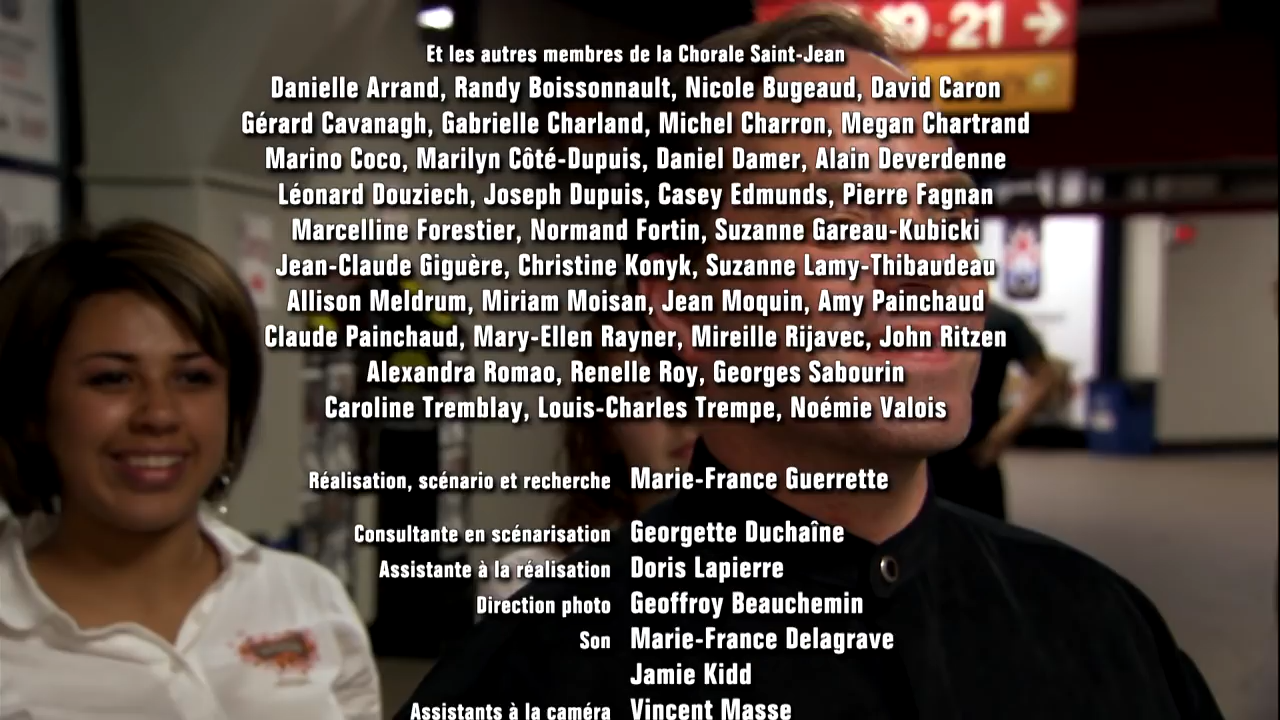 19-21 →
Et les autres membres de la Chorale Saint-Jean
Danielle Arrand, Randy Boissonnault, Nicole Bugeaud, David Caron
Gérard Cavanagh, Gabrielle Charland, Michel Charron, Megan Chartrand
Marino Coco, Marilyn Côté-Dupuis, Daniel Damer, Alain Deverdenne
Léonard Douziech, Joseph Dupuis, Casey Edmunds, Pierre Fagnan
Marcelline Forestier, Normand Fortin, Suzanne Gareau-Kubicki
Jean-Claude Giguère, Christine Konyk, Suzanne Lamy-Thibaudeau
Allison Meldrum, Miriam Moisan, Jean Moquin, Amy Painchaud
Claude Painchaud, Mary-Ellen Rayner, Mireille Rijavec, John Ritzen
Alexandra Romao, Renelle Roy, Georges Sabourin
Caroline Tremblay, Louis-Charles Trempe, Noémie Valois
Réalisation, scénario et recherche Marie-France Guerrette
Consultante en scénarisation Georgette Duchaîne
Assistante à la réalisation Doris Lapierre
Direction photo Geoffroy Beauchemin
Son Marie-France Delagrave
Jamie Kidd
Assistants à la caméra Vincent Masse